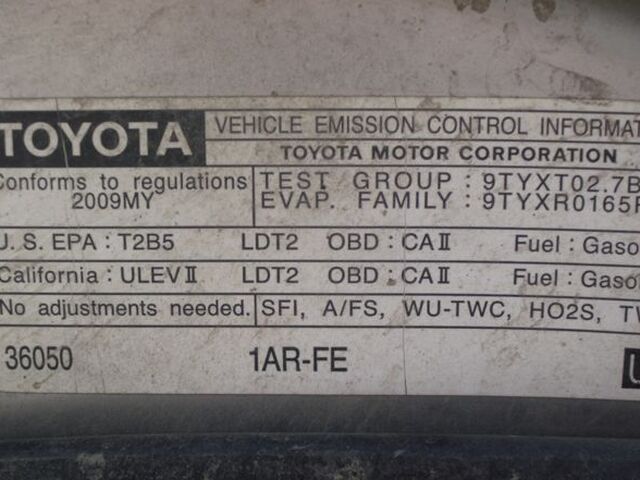 TOYOTA VEHICLE EMISSION CONTROL INFORMAT
TOYOTA MOTOR CORPORATION
Conforms to regulations
2009MY
TEST GROUP : 9TYXT02.7B
EVAP. FAMILY : 9TYXR0165P
U.S. EPA : T2B5 LDT2 OBD : CAⅡ Fuel : Gaso
California : ULEVⅡ LDT2 OBD : CAⅡ Fuel : Gaso
No adjustments needed. SFI, A/FS, WU-TWC, HO2S, TW
36050 1AR-FE U